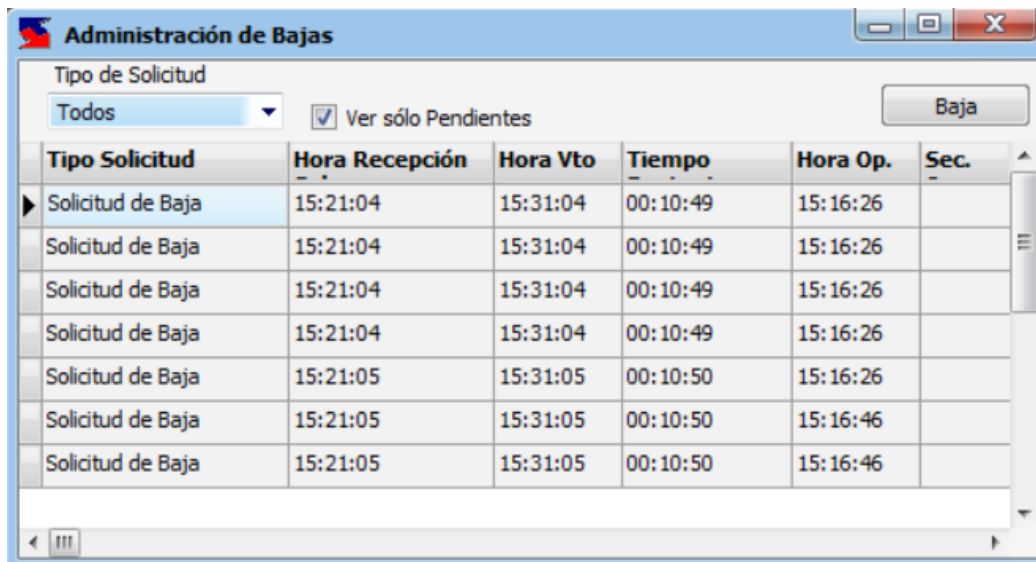 Administración de Bajas
Tipo de Solicitud
Todos Ver sólo Pendientes Baja
Tipo Solicitud Hora Recepción Hora Vto Tiempo Hora Op. Sec.
Solicitud de Baja 15:21:04 15:31:04 00:10:49 15:16:26
Solicitud de Baja 15:21:04 15:31:04 00:10:49 15:16:26
Solicitud de Baja 15:21:04 15:31:04 00:10:49 15:16:26
Solicitud de Baja 15:21:04 15:31:04 00:10:49 15:16:26
Solicitud de Baja 15:21:05 15:31:05 00:10:50 15:16:26
Solicitud de Baja 15:21:05 15:31:05 00:10:50 15:16:46
Solicitud de Baja 15:21:05 15:31:05 00:10:50 15:16:46